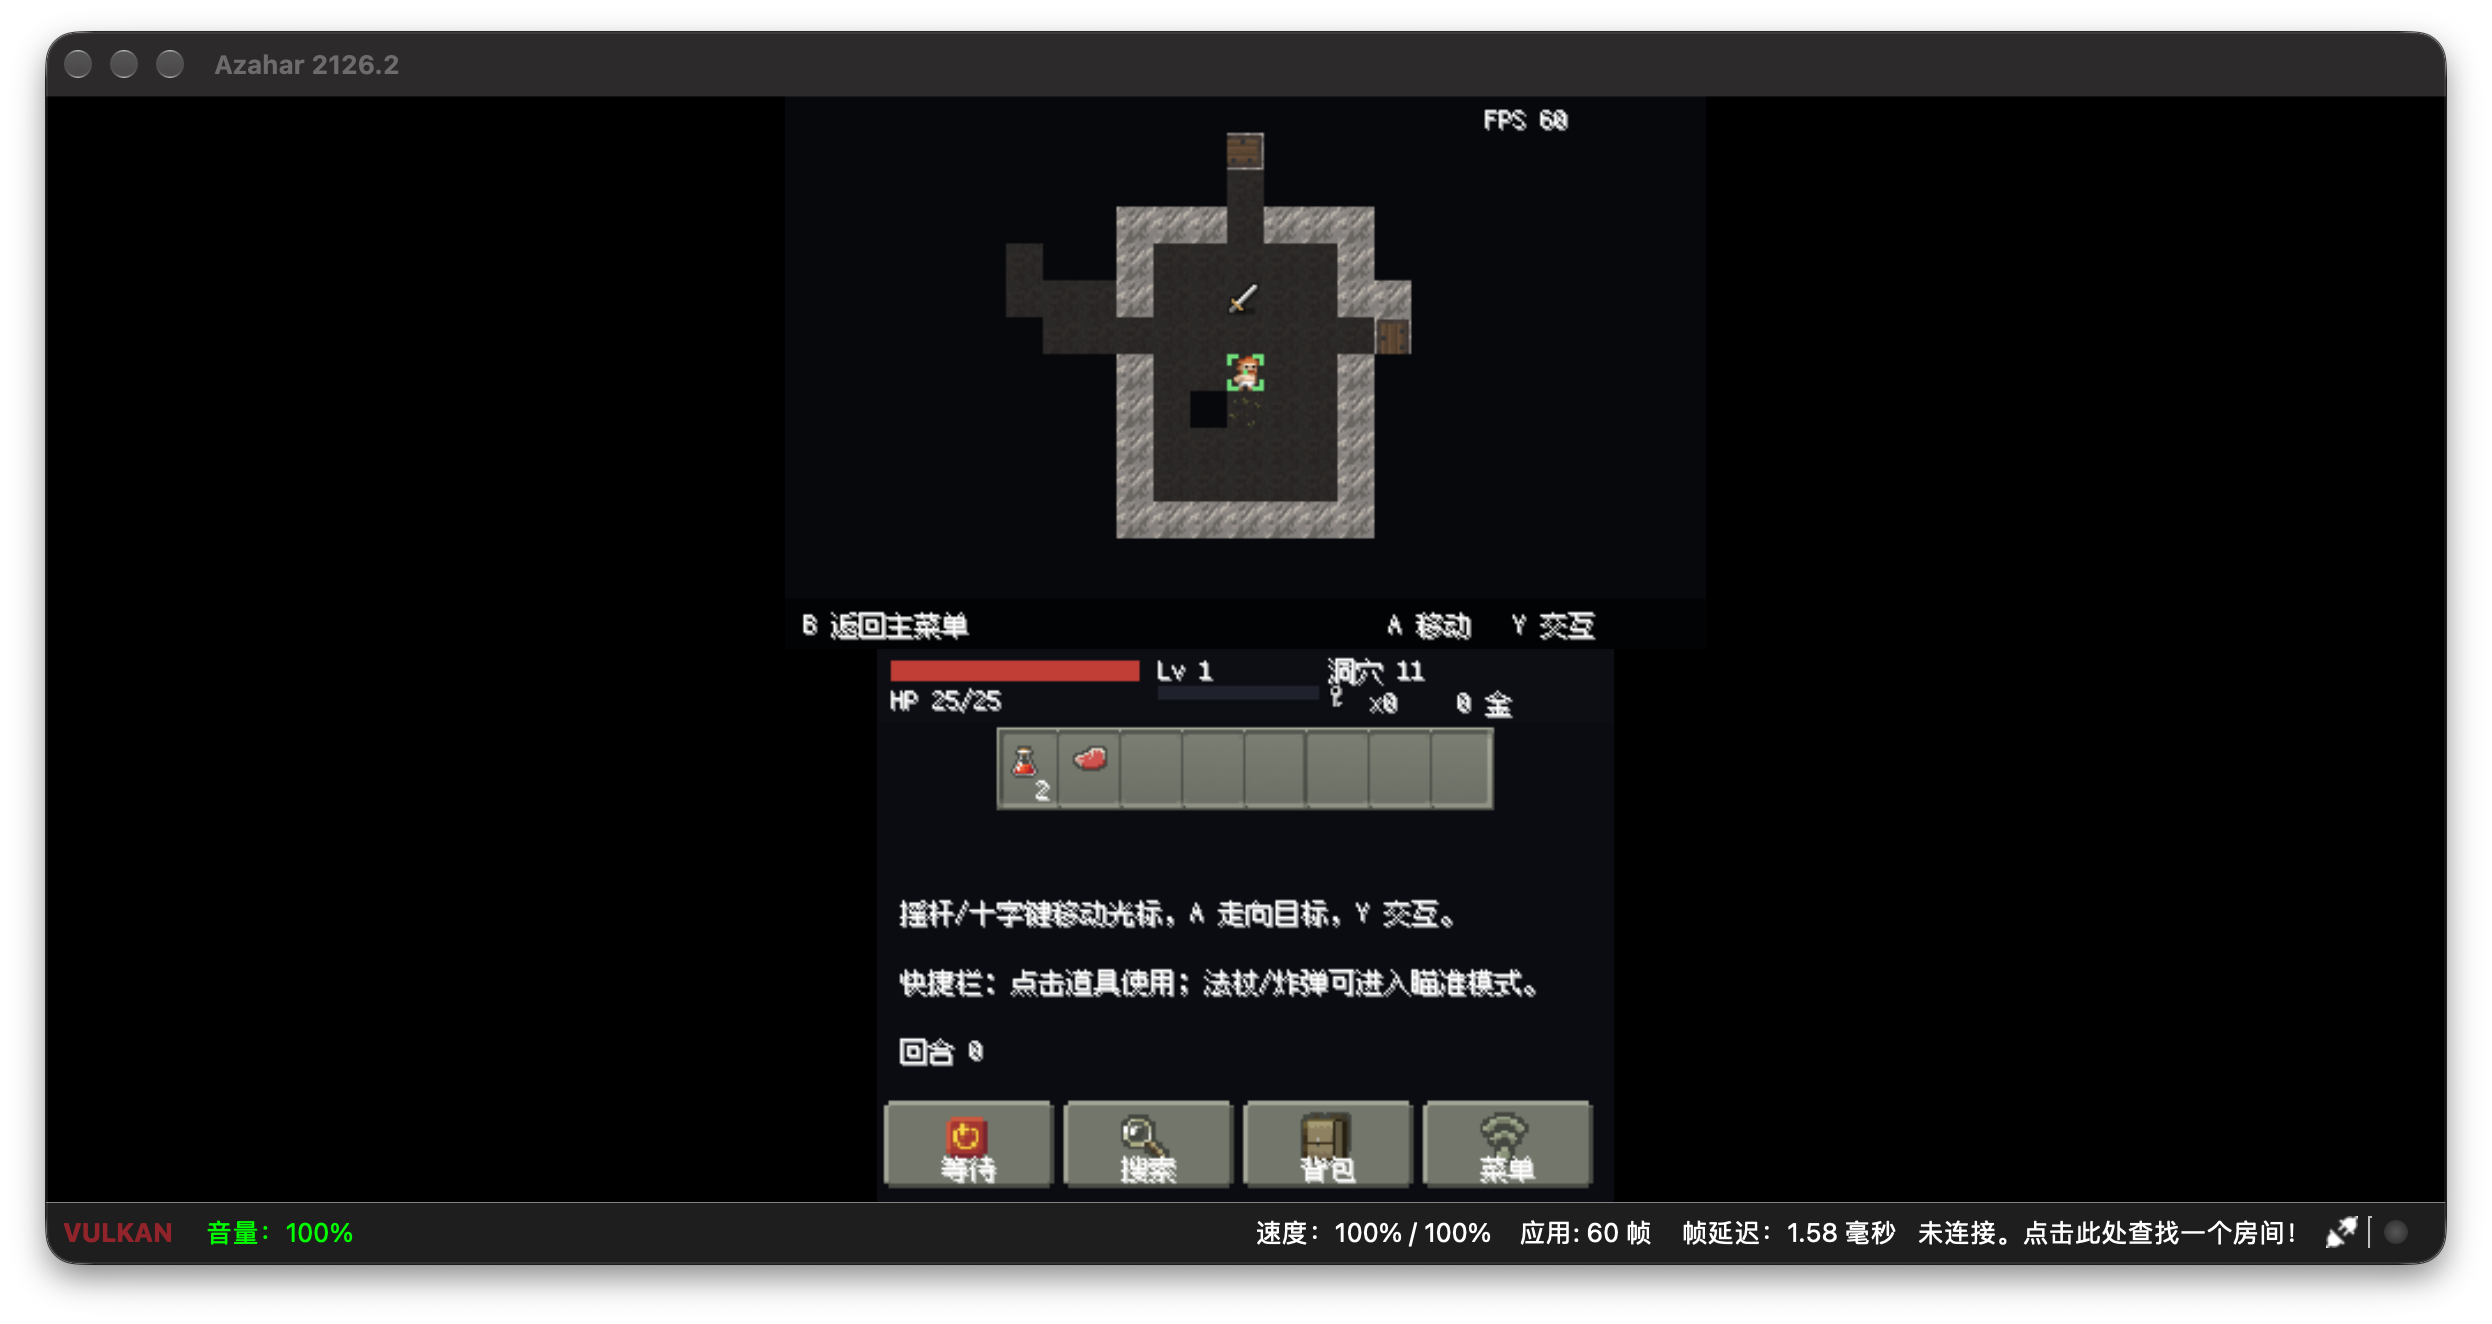 Azahar 2126.2
FPS 60
B 返回主菜单
A 移动 Y 交互
Lv 1 洞穴 11
HP 25/25 x0 0 金
2
摇杆/十字键移动光标，A 走向目标，Y 交互。
快捷栏：点击道具使用；法杖/炸弹可进入瞄准模式。
回合 0
等待 搜索 背包 菜单
VULKAN 音量：100% 速度：100% / 100% 应用: 60 帧 帧延迟：1.58 毫秒 未连接。点击此处查找一个房间！